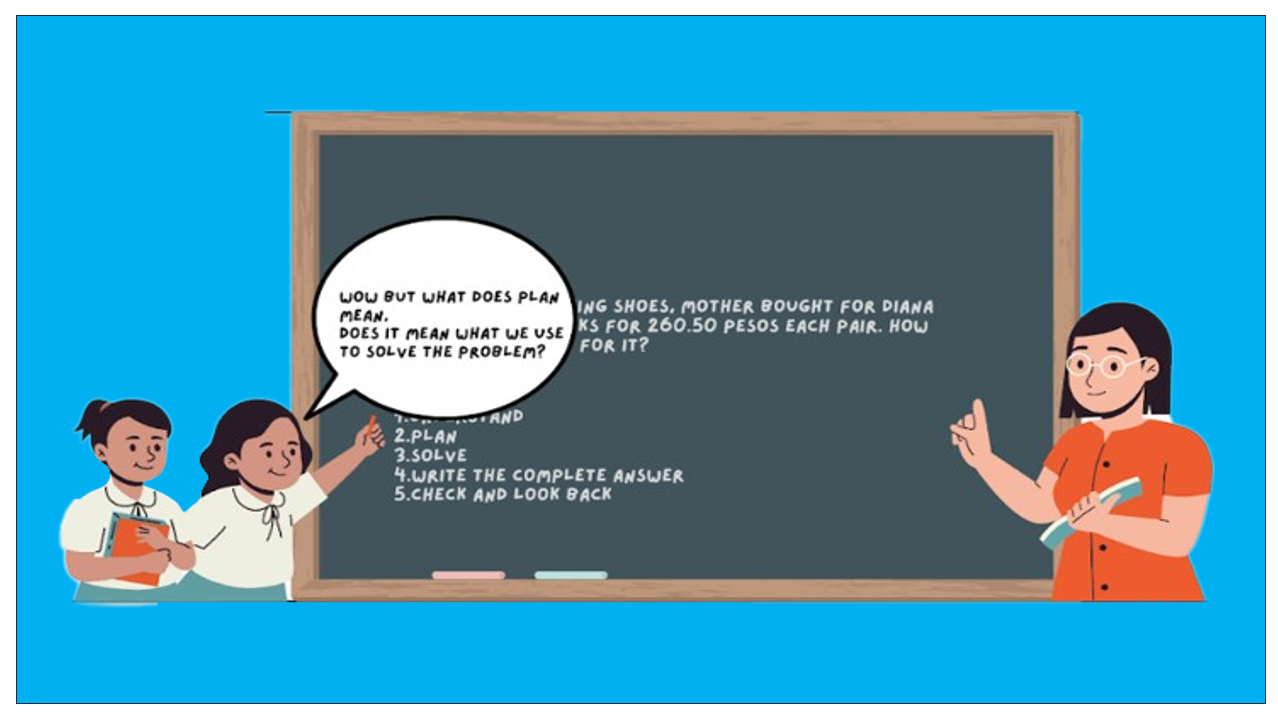 WOW BUT WHAT DOES PLAN
MEAN.
DOES IT MEAN WHAT WE USE
TO SOLVE THE PROBLEM?
ING SHOES, MOTHER BOUGHT FOR DIANA
KS FOR 260.50 PESOS EACH PAIR. HOW
FOR IT?
2.PLAN
3.SOLVE
4.WRITE THE COMPLETE ANSWER
5.CHECK AND LOOK BACK